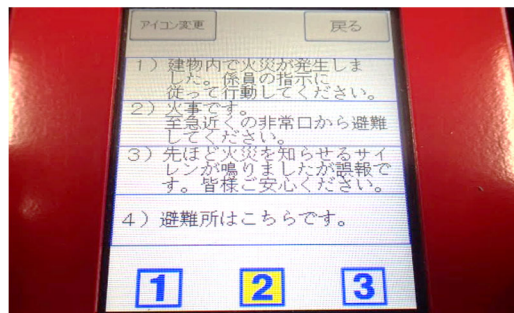 アイコン変更
戻る
1）建物内で火災が発生しま
した。係員の指示に
従って行動してください。
2）火事です。
至急近くの非常口から避難
してください。
3）先ほど火災を知らせるサイ
レンが鳴りましたが誤報で
す。皆様ご安心ください。
4）避難所はこちらです。
1
2
3